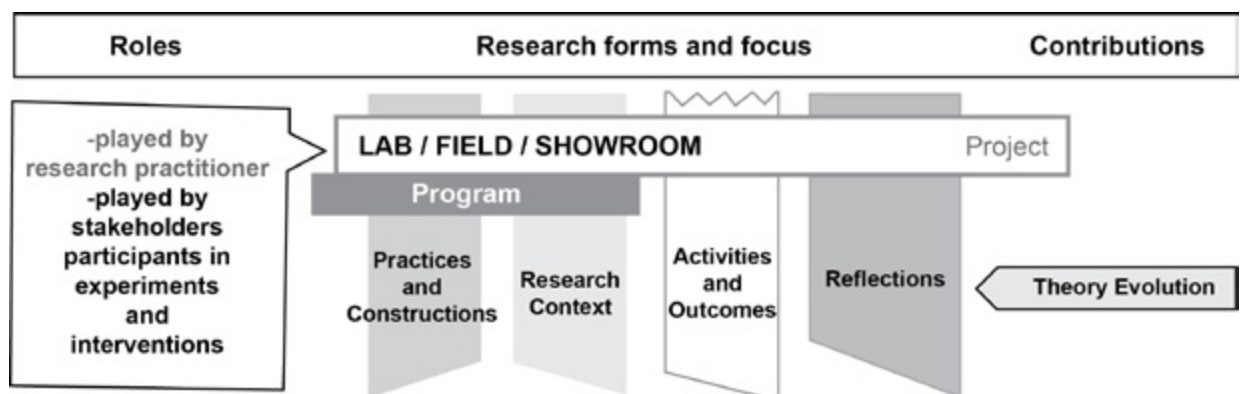 Roles
Research forms and focus
Contributions
-played by
research practitioner
-played by
stakeholders
participants in
experiments
and
interventions
LAB / FIELD / SHOWROOM
Project
Program
Practices
and
Constructions
Research
Context
Activities
and
Outcomes
Reflections
Theory Evolution